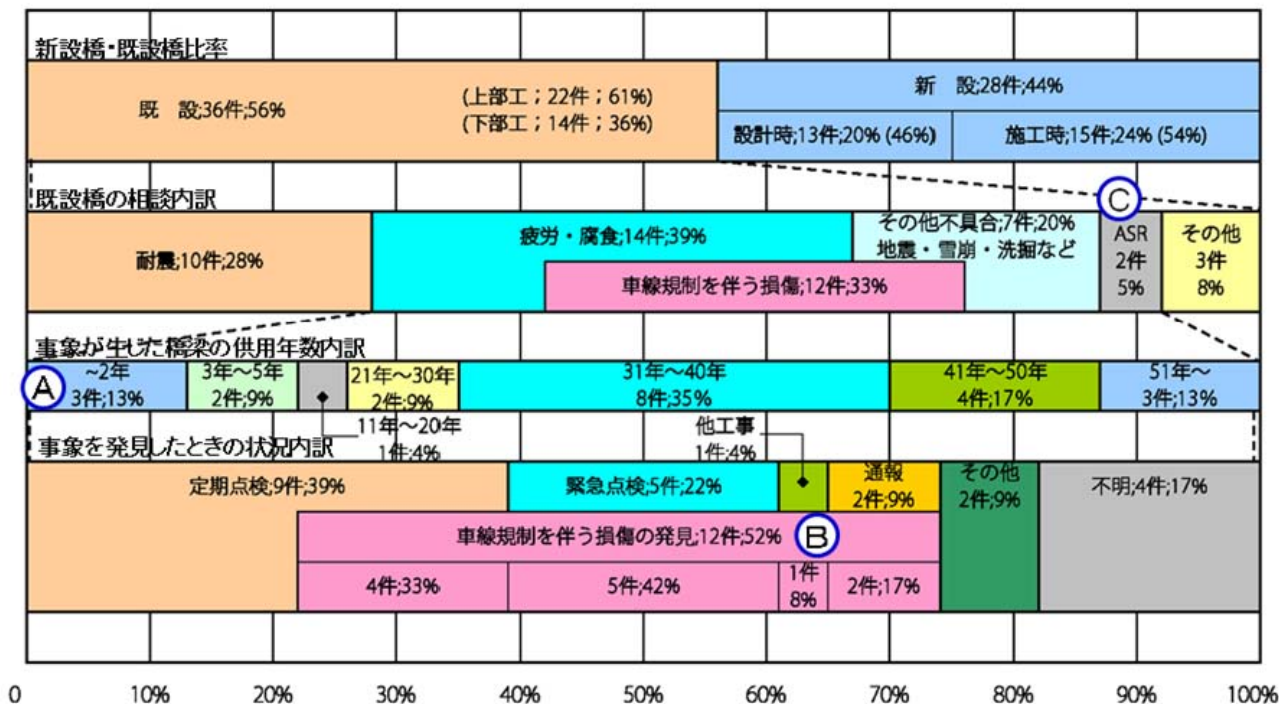 新設橋・既設橋比率
既 設;36件;56%
(上部工；22件；61%)
(下部工；14件；36%)
新 設;28件;44%
設計時;13件;20% (46%)
施工時;15件;24% (54%)
既設橋の相談内訳
C
耐震;10件;28%
疲労・腐食;14件;39%
車線規制を伴う損傷;12件;33%
その他不具合;7件;20%
地震・雪崩・洗掘など
ASR
2件
5%
その他
3件
8%
事象が生じた橋梁の供用年数内訳
A
~2年
3件;13%
3年～5年
2件;9%
11年～20年
1件;4%
21年～30年
2件;9%
31年～40年
8件;35%
41年～50年
4件;17%
51年～
3件;13%
事象を発見したときの状況内訳
定期点検;9件;39%
緊急点検;5件;22%
他工事
1件;4%
通報
2件;9%
その他
2件;9%
不明;4件;17%
車線規制を伴う損傷の発見;12件;52%
B
4件;33%
5件;42%
1件
8%
2件;17%
0
10%
20%
30%
40%
50%
60%
70%
80%
90%
100%